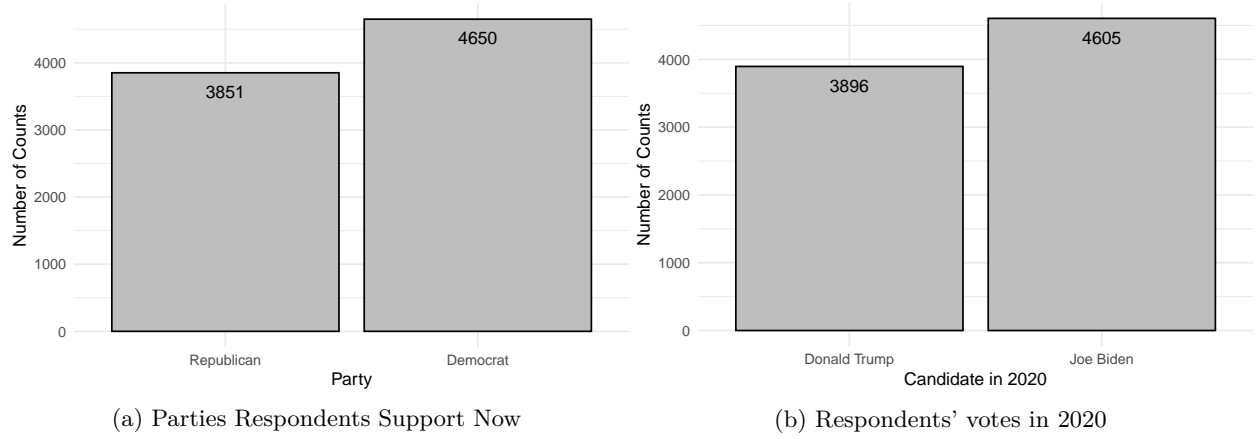 Number of Counts
4000
3000
2000
1000
0
3851
4650
Republican
Democrat
Party
(a) Parties Respondents Support Now
Number of Counts
4000
3000
2000
1000
0
3896
4605
Donald Trump
Joe Biden
Candidate in 2020
(b) Respondents' votes in 2020